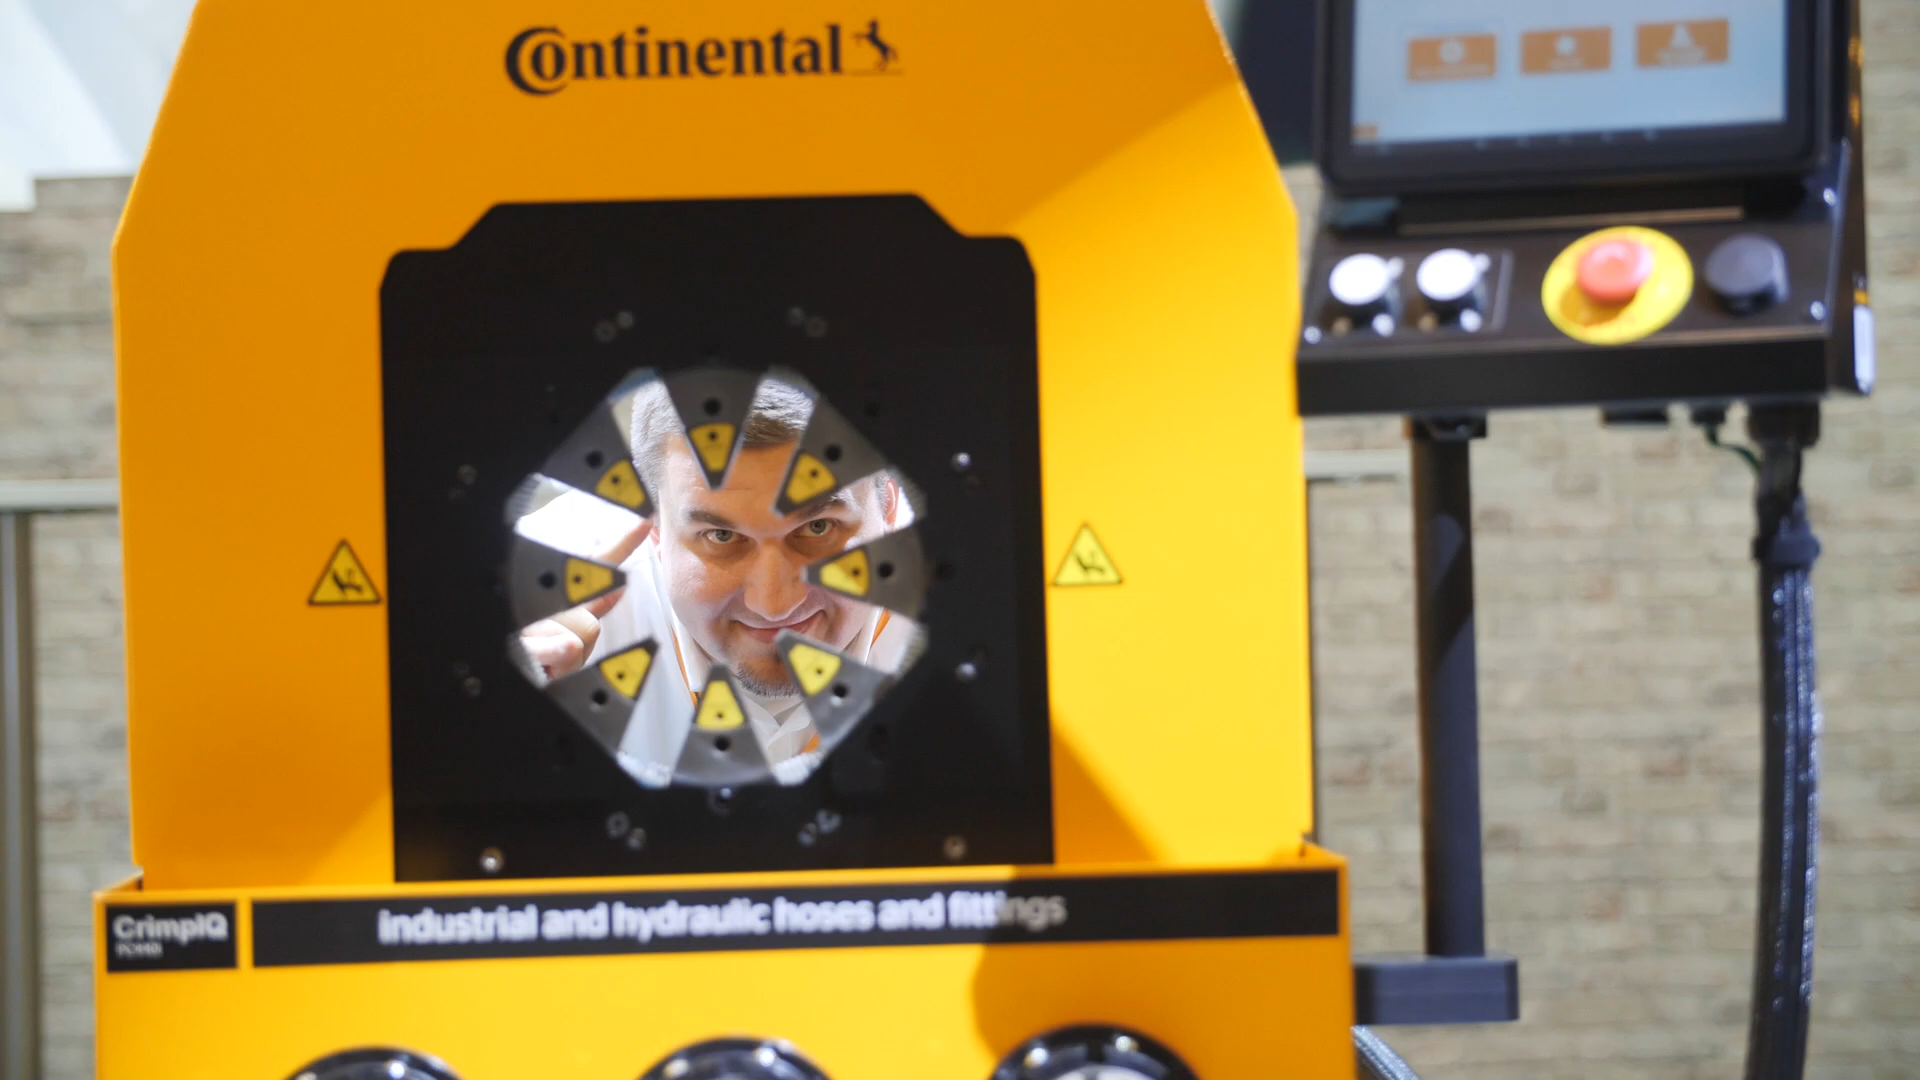 Continental
CrimpIQ
industrial and hydraulic hoses and fittings